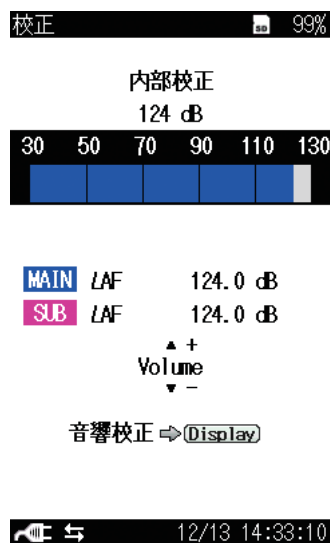 校正 SD 99%
内部校正
124 dB
30 50 70 90 110 130
MAIN LAF 124.0 dB
SUB LAF 124.0 dB
▲ +
Volume
▼ −
音響校正 ⇨ Display
12/13 14:33:10